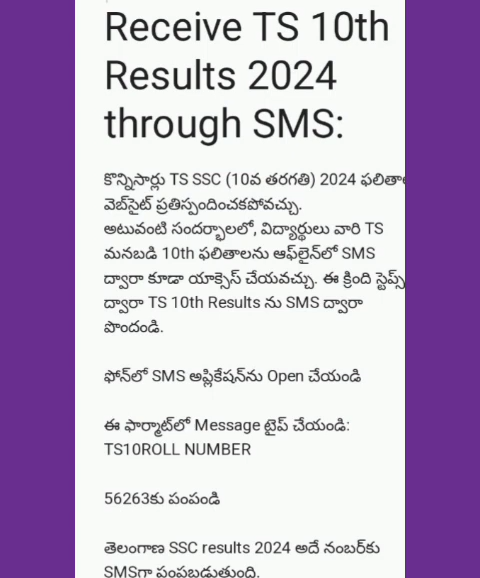 Receive TS 10th
Results 2024
through SMS:
కొన్నిసార్లు TS SSC (10వ తరగతి) 2024
వెబ్‌సైట్ ప్రతిస్పందించకపోవచ్చు.
అటువంటి సందర్భాలలో, విద్యార్థులు వారి TS
మనబడి 10th ఫలితాలను ఆఫ్‌లైన్‌లో SMS
ద్వారా కూడా యాక్సెస్ చేయవచ్చు. ఈ క్రింది స్టెప్స్
ద్వారా TS 10th Results ను SMS ద్వారా
పొందండి.
ఫోన్‌లో SMS అప్లికేషన్‌ను Open చేయండి
ఈ ఫార్మాట్‌లో Message టైప్ చేయండి:
TS10ROLL NUMBER
56263కు పంపండి
తెలంగాణ SSC results 2024 అదే నంబర్‌కు
SMSగా పంపబడుతుంది.